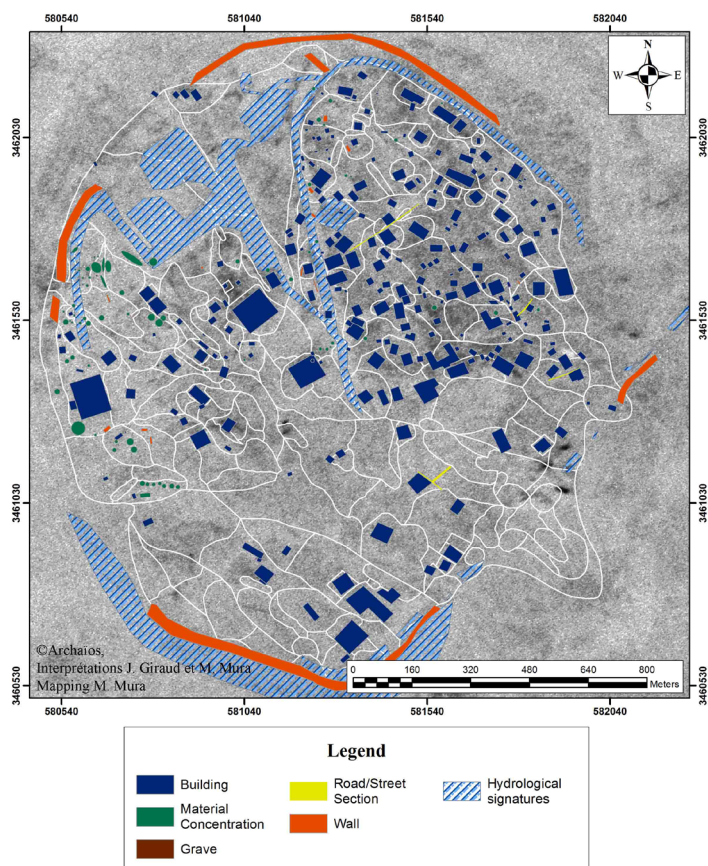 580540 581040 581540 582040
N
W E
S
3462030 3462030
3461530 3461530
3461030 3461030
3460530 3460530
©Archaïos,
Interprétations J. Giraud et M. Mura
Mapping M. Mura
0 160 320 480 640 800
Meters
580540 581040 581540 582040
Legend
Building
Material
Concentration
Grave
Road/Street
Section
Wall
Hydrological
signatures